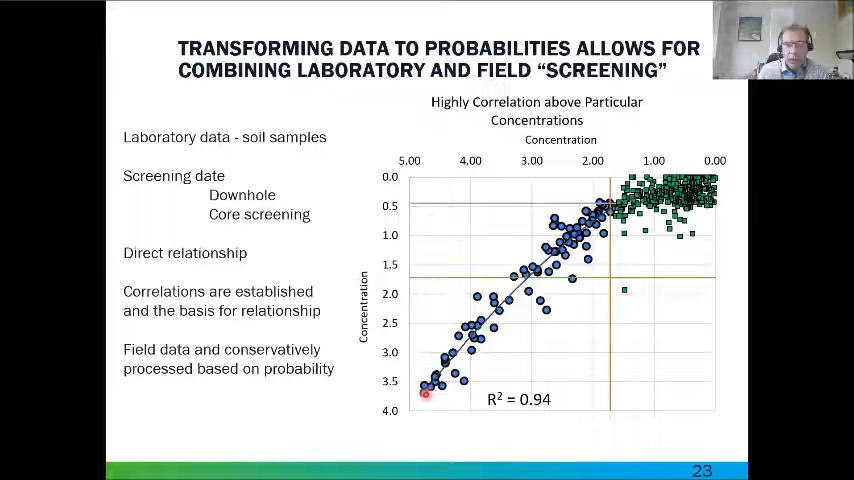 TRANSFORMING DATA TO PROBABILITIES ALLOWS FOR
COMBINING LABORATORY AND FIELD “SCREENING”
Laboratory data - soil samples
Screening date
Downhole
Core screening
Direct relationship
Correlations are established
and the basis for relationship
Field data and conservatively
processed based on probability
Highly Correlation above Particular
Concentrations
Concentration
5.00 4.00 3.00 2.00 1.00 0.00
0.0
0.5
1.0
1.5
2.0
2.5
3.0
3.5
4.0
Concentration
R² = 0.94
23